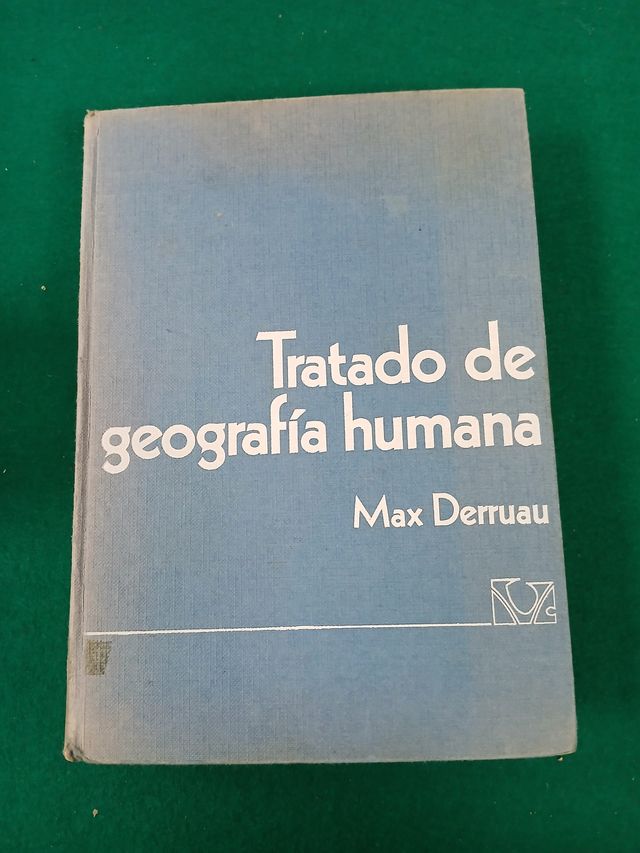 Tratado de
geografía humana
Max Derruau